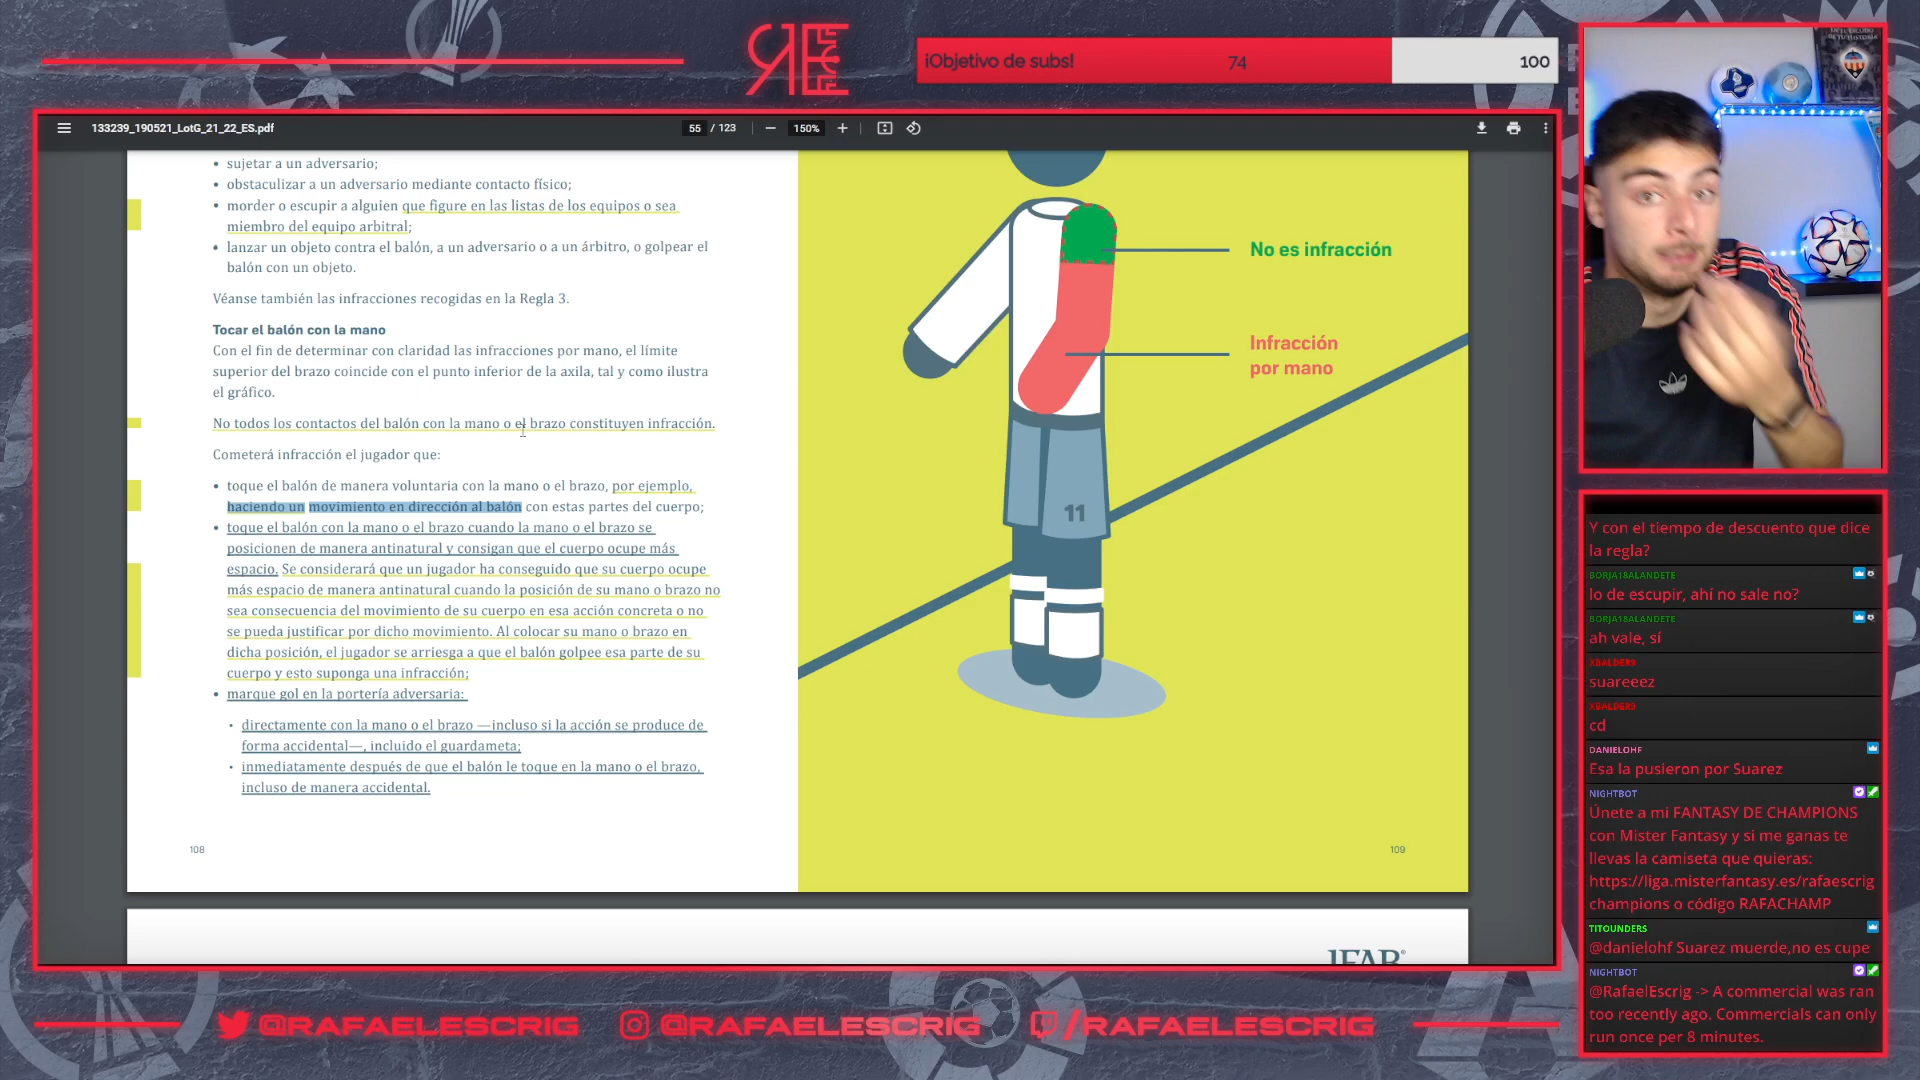 ¡Objetivo de subs! 74 100
133239_190521_LotG_21_22_ES.pdf
55 / 123
150%
• sujetar a un adversario;
• obstaculizar a un adversario mediante contacto físico;
• morder o escupir a alguien que figure en las listas de los equipos o sea
miembro del equipo arbitral;
• lanzar un objeto contra el balón, a un adversario o a un árbitro, o golpear el
balón con un objeto.
Véanse también las infracciones recogidas en la Regla 3.
Tocar el balón con la mano
Con el fin de determinar con claridad las infracciones por mano, el límite
superior del brazo coincide con el punto inferior de la axila, tal y como ilustra
el gráfico.
No todos los contactos del balón con la mano o el brazo constituyen infracción.
Cometerá infracción el jugador que:
• toque el balón de manera voluntaria con la mano o el brazo, por ejemplo,
haciendo un movimiento en dirección al balón con estas partes del cuerpo;
• toque el balón con la mano o el brazo cuando la mano o el brazo se
posicionen de manera antinatural y consigan que el cuerpo ocupe más
espacio. Se considerará que un jugador ha conseguido que su cuerpo ocupe
más espacio de manera antinatural cuando la posición de su mano o brazo no
sea consecuencia del movimiento de su cuerpo en esa acción concreta o no
se pueda justificar por dicho movimiento. Al colocar su mano o brazo en
dicha posición, el jugador se arriesga a que el balón golpee esa parte de su
cuerpo y esto suponga una infracción;
• marque gol en la portería adversaria:
• directamente con la mano o el brazo —incluso si la acción se produce de
forma accidental—, incluido el guardameta;
• inmediatamente después de que el balón le toque en la mano o el brazo,
incluso de manera accidental.
108
No es infracción
Infracción
por mano
11
109
IFAB
Y con el tiempo de descuento que dice
la regla?
BORJA18ALANDETE
lo de escupir, ahí no sale no?
BORJA18ALANDETE
ah vale, sí
XBALDER9
suareeez
XBALDER9
cd
DANIELOHF
Esa la pusieron por Suarez
NIGHTBOT
Únete a mi FANTASY DE CHAMPIONS
con Mister Fantasy y si me ganas te
llevas la camiseta que quieras:
https://liga.misterfantasy.es/rafaescrig
champions o código RAFACHAMP
TITOUNDERS
@danielohf Suarez muerde,no es cupe
NIGHTBOT
@RafaelEscrig -> A commercial was ran
too recently ago. Commercials can only
run once per 8 minutes.
@RAFAELESCRIG
@RAFAELESCRIG
/RAFAELESCRIG